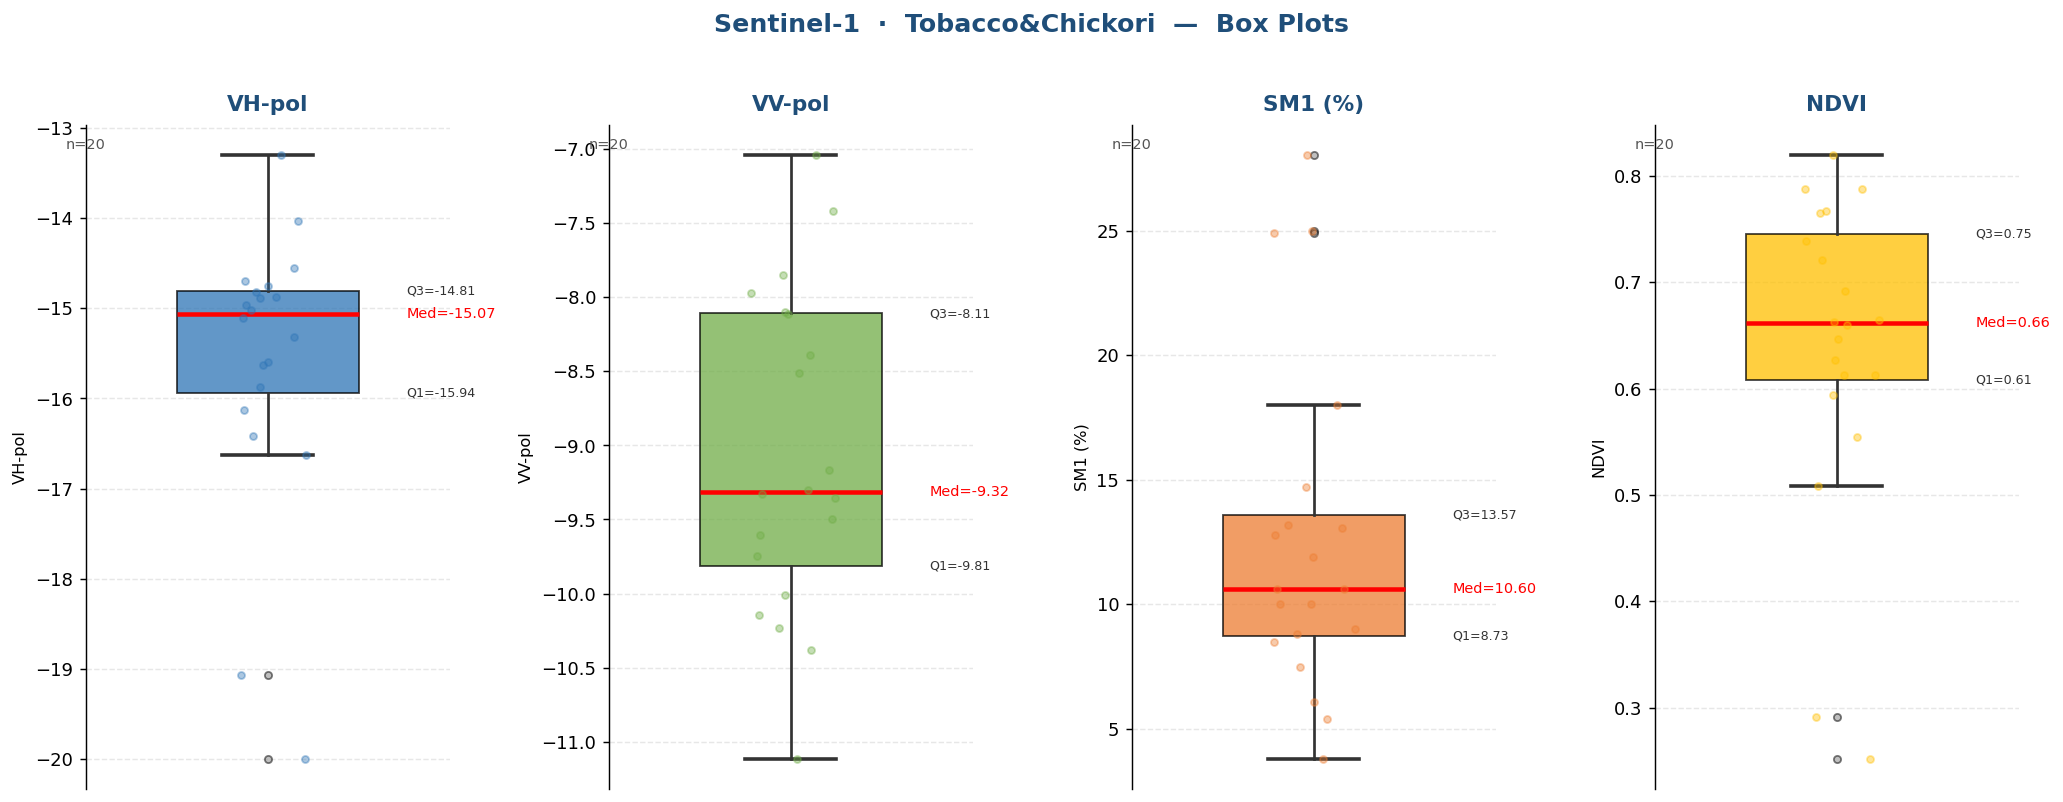 Sentinel-1 · Tobacco&Chickori — Box Plots
VH-pol
n=20
−13
−14
−15
−16
−17
−18
−19
−20
VH-pol
Q3=-14.81
Med=-15.07
Q1=-15.94
VV-pol
n=20
−7.0
−7.5
−8.0
−8.5
−9.0
−9.5
−10.0
−10.5
−11.0
VV-pol
Q3=-8.11
Med=-9.32
Q1=-9.81
SM1 (%)
n=20
25
20
15
10
5
SM1 (%)
Q3=13.57
Med=10.60
Q1=8.73
NDVI
n=20
0.8
0.7
0.6
0.5
0.4
0.3
NDVI
Q3=0.75
Med=0.66
Q1=0.61